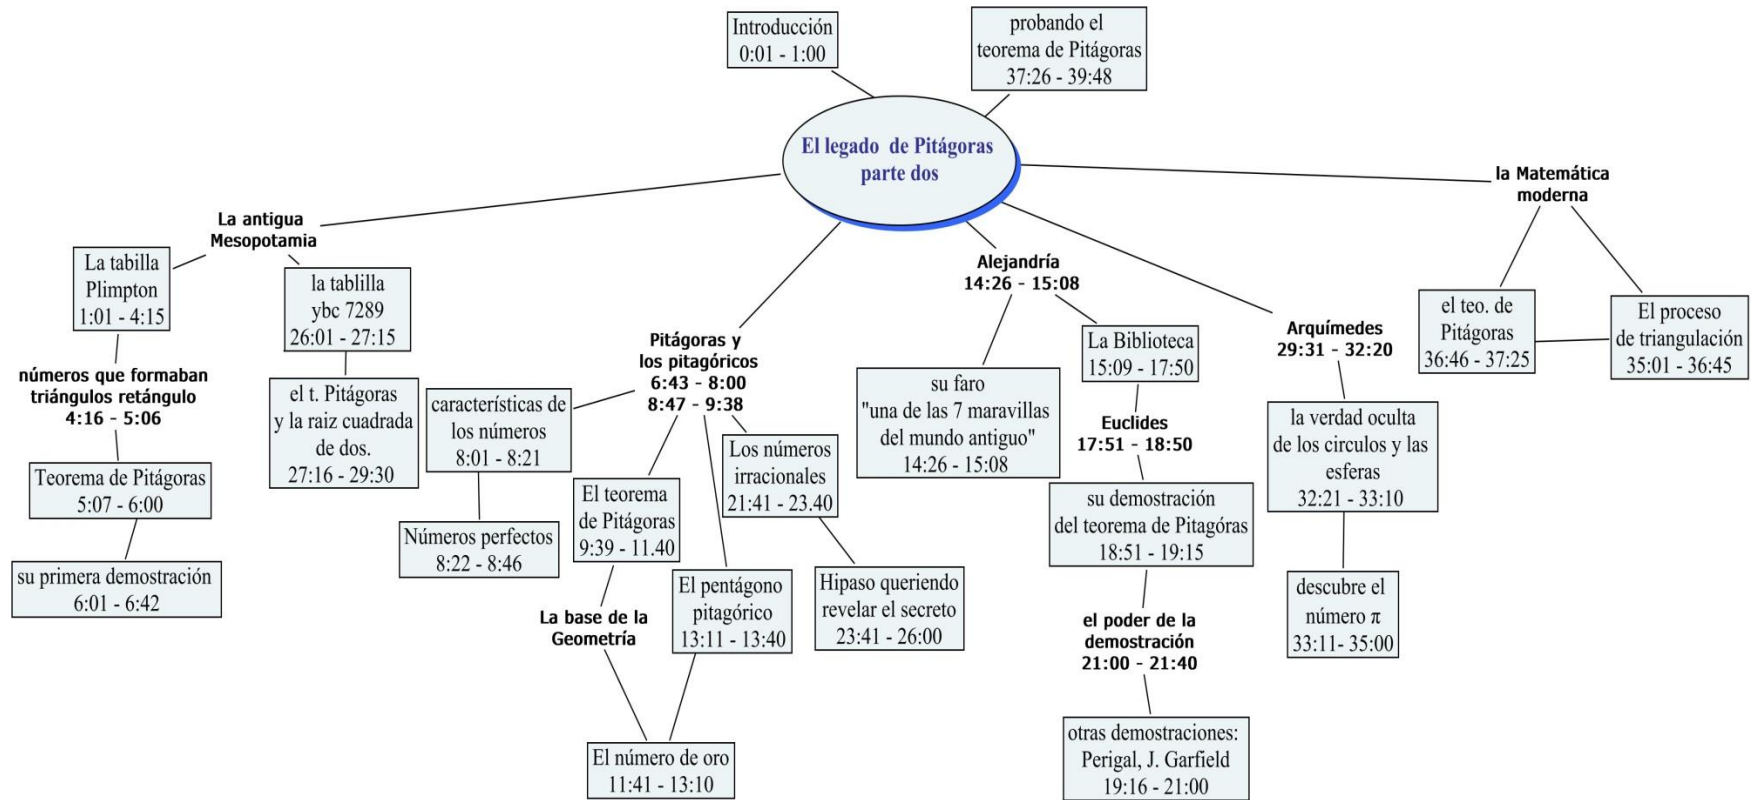 Introducción
0:01 - 1:00
probando el
teorema de Pitágoras
37:26 - 39:48
El legado de Pitágoras
parte dos
La antigua
Mesopotamia
La tabilla
Plimpton
1:01 - 4:15
números que formaban
triángulos retángulo
4:16 - 5:06
Teorema de Pitágoras
5:07 - 6:00
su primera demostración
6:01 - 6:42
la tablilla
ybc 7289
26:01 - 27:15
el t. Pitágoras
y la raiz cuadrada
de dos.
27:16 - 29:30
Pitágoras y
los pitagóricos
6:43 - 8:00
8:47 - 9:38
características de
los números
8:01 - 8:21
Números perfectos
8:22 - 8:46
El teorema
de Pitágoras
9:39 - 11.40
La base de la
Geometría
El pentágono
pitagórico
13:11 - 13:40
El número de oro
11:41 - 13:10
Los números
irracionales
21:41 - 23.40
Hipaso queriendo
revelar el secreto
23:41 - 26:00
Alejandría
14:26 - 15:08
su faro
"una de las 7 maravillas
del mundo antiguo"
14:26 - 15:08
La Biblioteca
15:09 - 17:50
Euclides
17:51 - 18:50
su demostración
del teorema de Pitagóras
18:51 - 19:15
el poder de la
demostración
21:00 - 21:40
otras demostraciones:
Perigal, J. Garfield
19:16 - 21:00
Arquímedes
29:31 - 32:20
la verdad oculta
de los circulos y las
esferas
32:21 - 33:10
descubre el
número π
33:11- 35:00
la Matemática
moderna
el teo. de
Pitágoras
36:46 - 37:25
El proceso
de triangulación
35:01 - 36:45